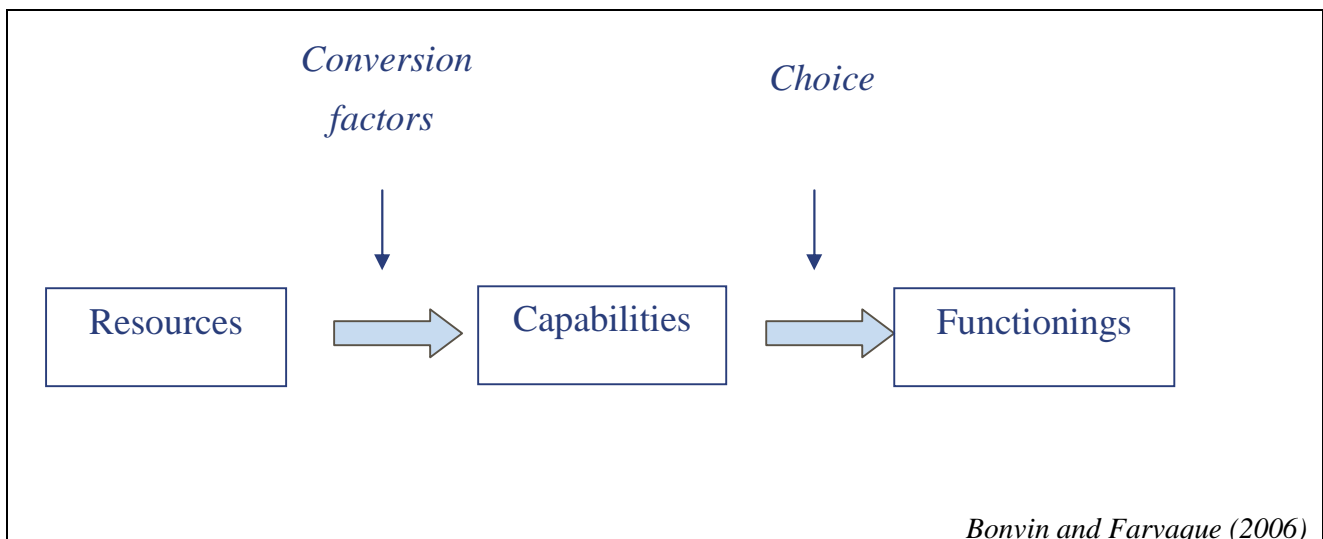 Conversion
factors
Choice
Resources
Capabilities
Functionings
Bonvin and Farvaque (2006)